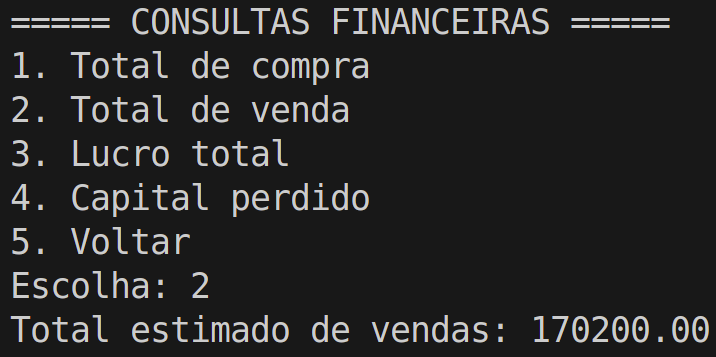 ===== CONSULTAS FINANCEIRAS =====
1. Total de compra
2. Total de venda
3. Lucro total
4. Capital perdido
5. Voltar
Escolha: 2
Total estimado de vendas: 170200.00